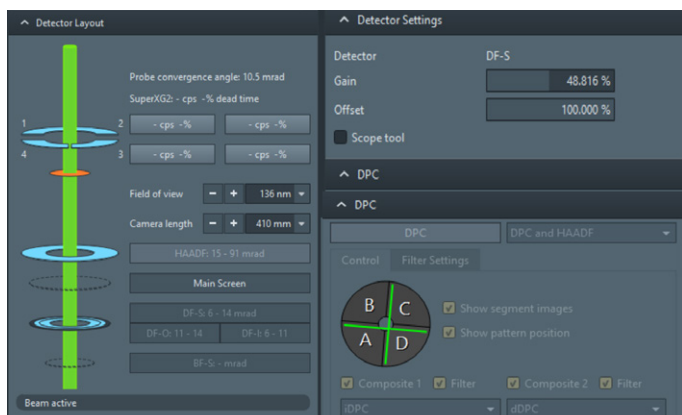 Detector Layout
Probe convergence angle: 10.5 mrad
SuperXG2: - cps -% dead time
1
2
- cps -%
- cps -%
4
3
- cps -%
- cps -%
Field of view
-
+
136 nm
Camera length
-
+
410 mm
HAADF: 15 - 91 mrad
Main Screen
DF-S: 6 - 14 mrad
DF-O: 11 - 14
DF-I: 6 - 11
BF-S: - mrad
Beam active
Detector Settings
Detector
DF-S
Gain
48.816 %
Offset
100.000 %
Scope tool
DPC
DPC
DPC
DPC and HAADF
Control
Filter Settings
B
C
A
D
Show segment images
Show pattern position
Composite 1
Filter
Composite 2
Filter
iDPC
dDPC